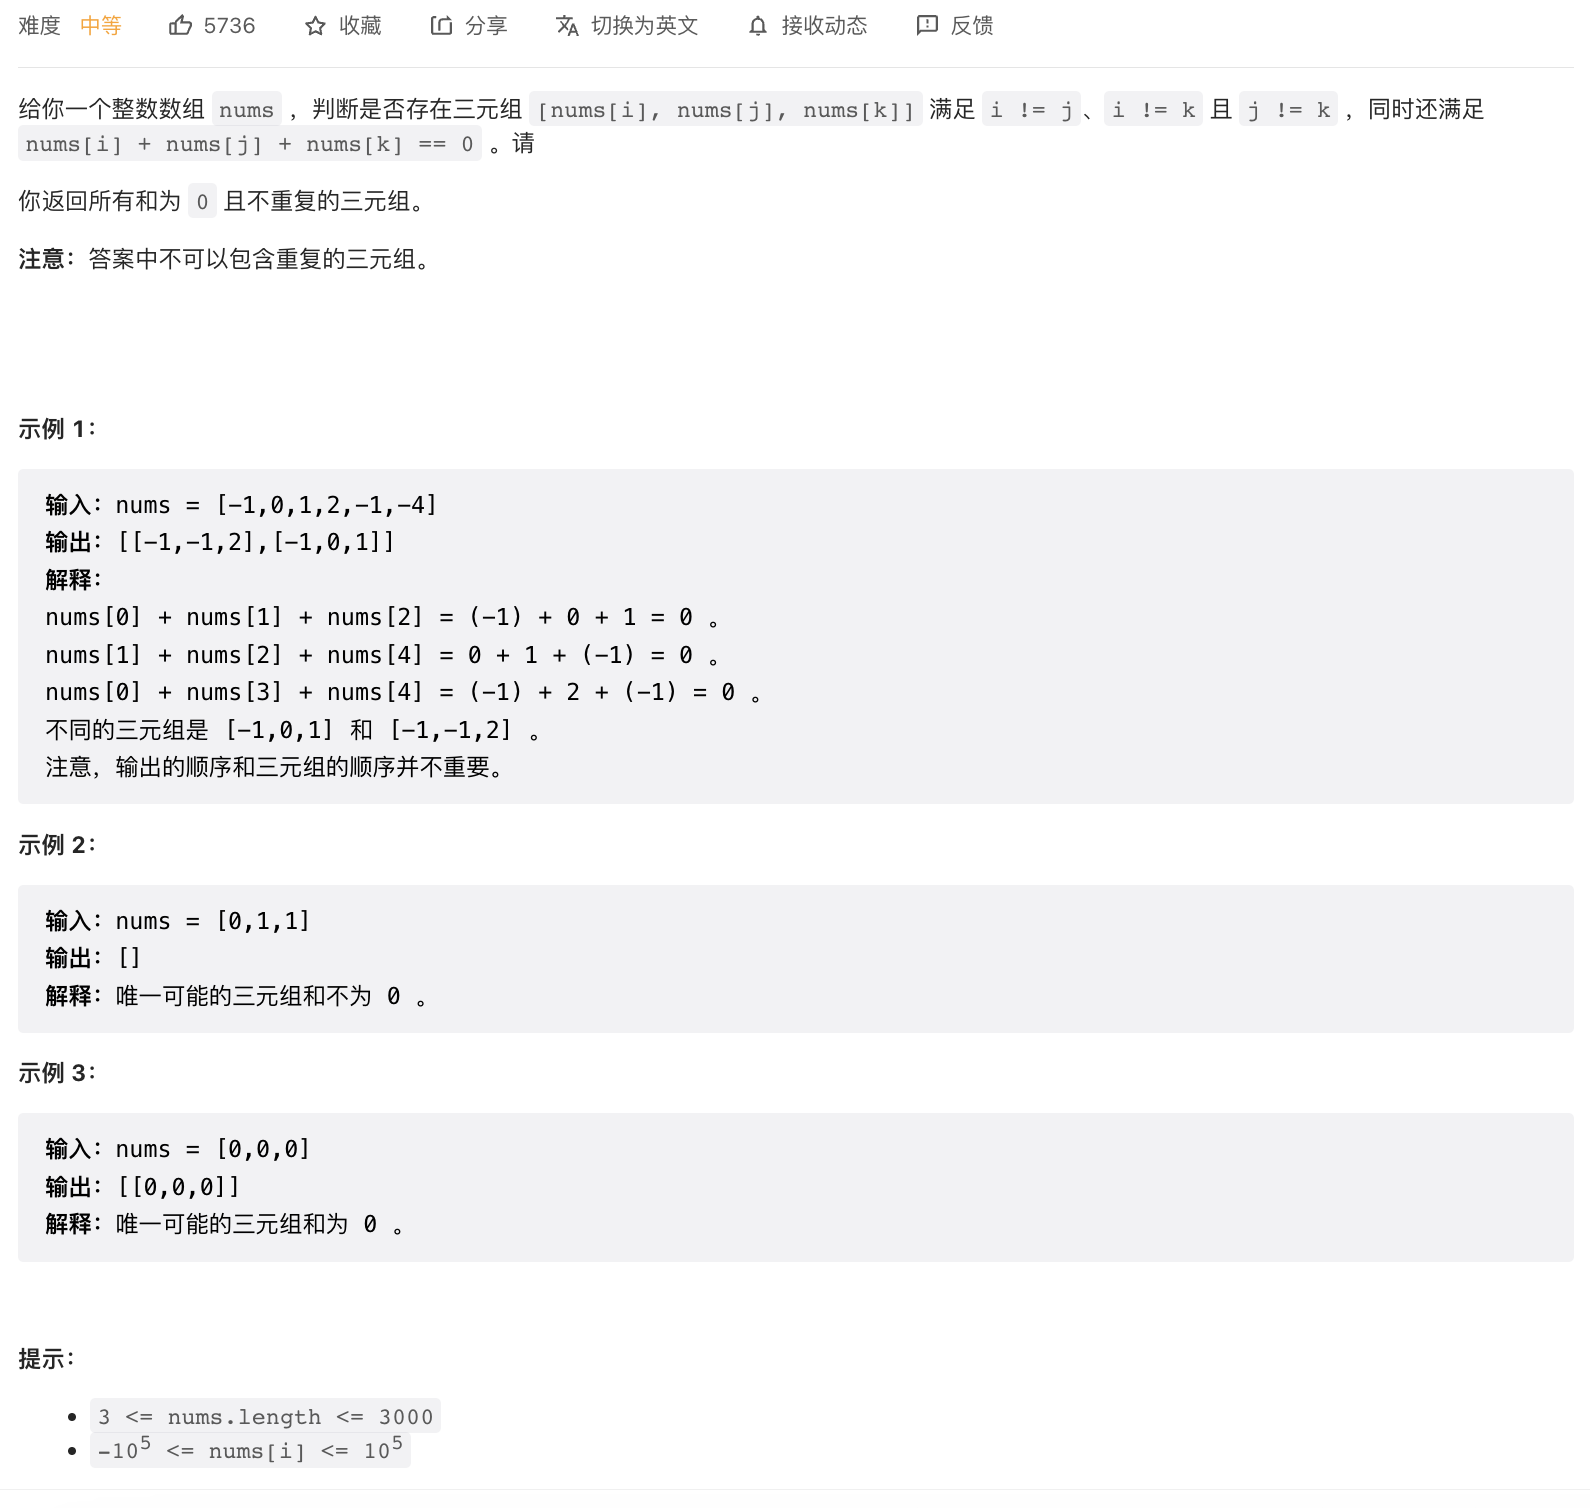 难度 中等 5736 收藏 分享 切换为英文 接收动态 反馈
给你一个整数数组 nums ，判断是否存在三元组 [nums[i], nums[j], nums[k]] 满足 i != j、i != k 且 j != k ，同时还满足
nums[i] + nums[j] + nums[k] == 0 。请
你返回所有和为 0 且不重复的三元组。
注意：答案中不可以包含重复的三元组。
示例 1：
输入：nums = [-1,0,1,2,-1,-4]
输出：[[-1,-1,2],[-1,0,1]]
解释：
nums[0] + nums[1] + nums[2] = (-1) + 0 + 1 = 0 。
nums[1] + nums[2] + nums[4] = 0 + 1 + (-1) = 0 。
nums[0] + nums[3] + nums[4] = (-1) + 2 + (-1) = 0 。
不同的三元组是 [-1,0,1] 和 [-1,-1,2] 。
注意，输出的顺序和三元组的顺序并不重要。
示例 2：
输入：nums = [0,1,1]
输出：[]
解释：唯一可能的三元组和不为 0 。
示例 3：
输入：nums = [0,0,0]
输出：[[0,0,0]]
解释：唯一可能的三元组和为 0 。
提示：
• 3 <= nums.length <= 3000
• -10⁵ <= nums[i] <= 10⁵